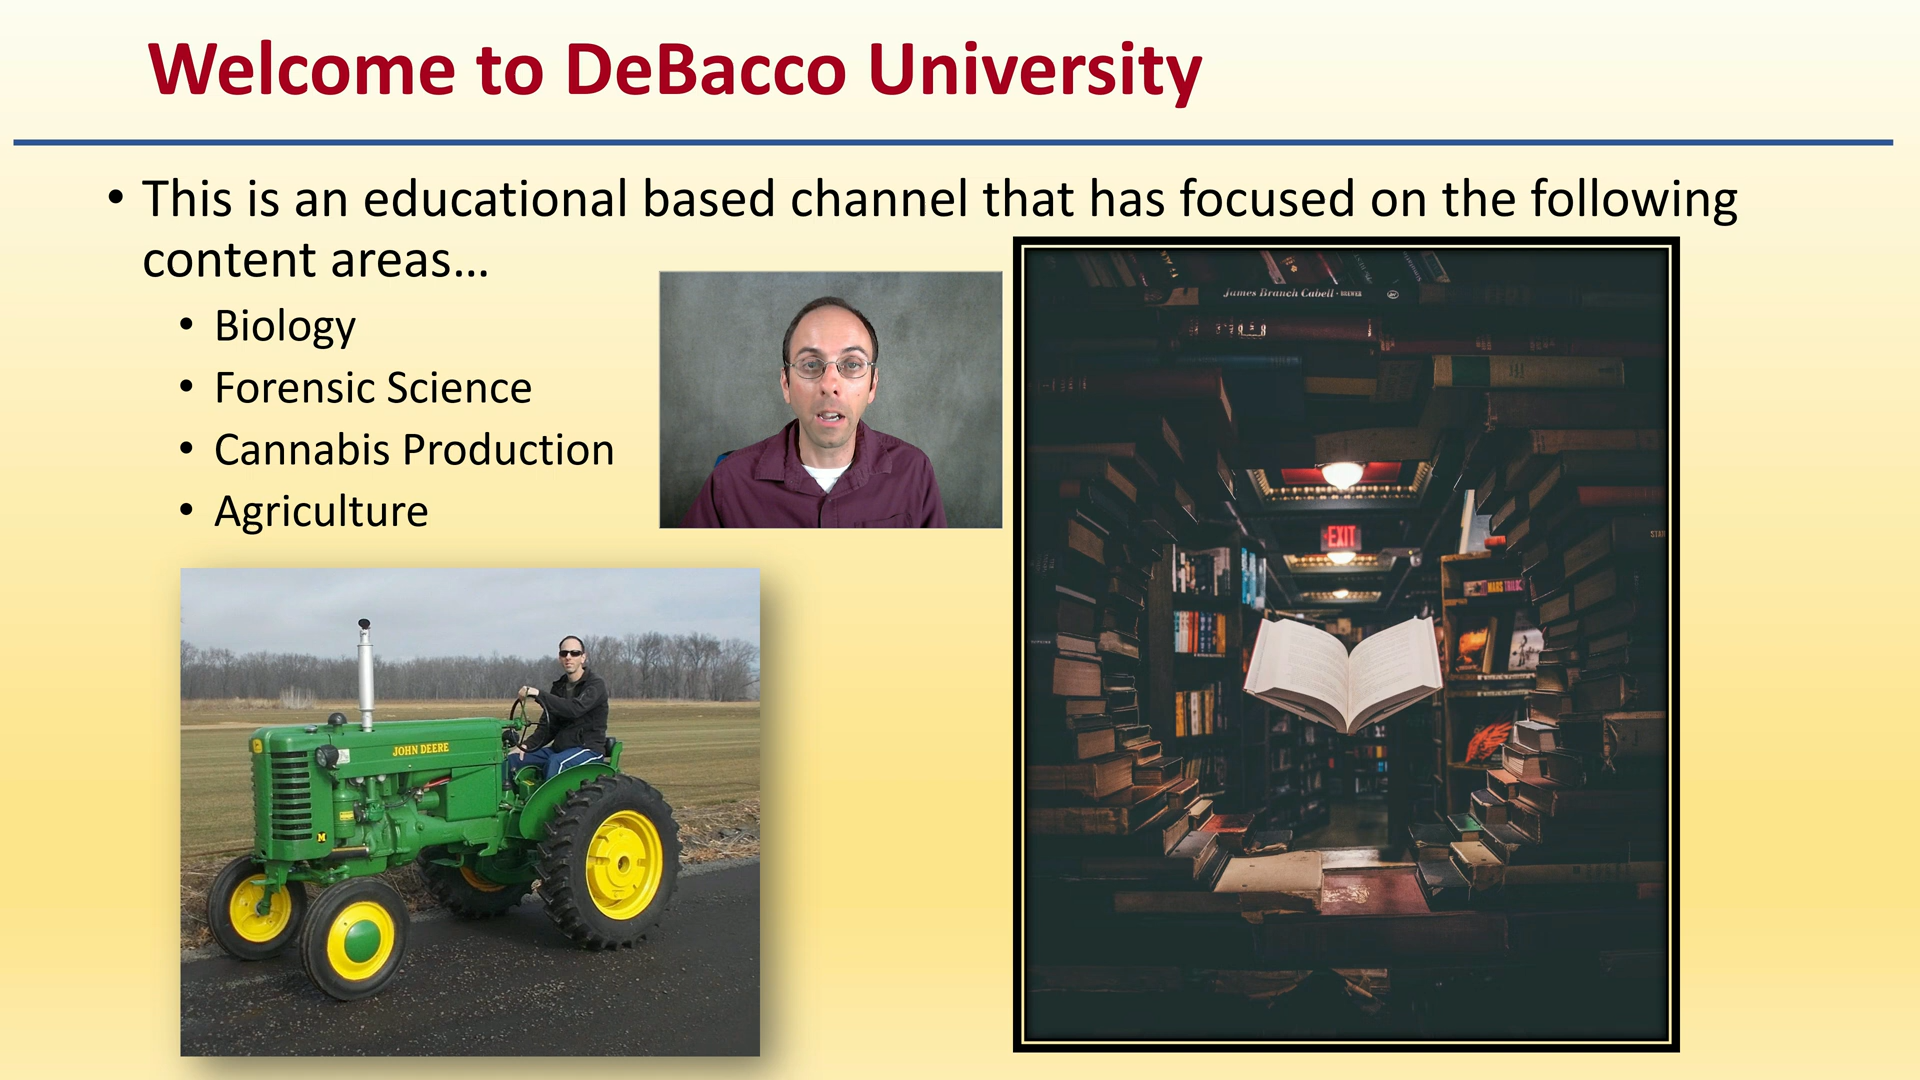 Welcome to DeBacco University
• This is an educational based channel that has focused on the following
content areas...
• Biology
• Forensic Science
• Cannabis Production
• Agriculture
James Branch Cabell
EXIT
JOHN DEERE
M